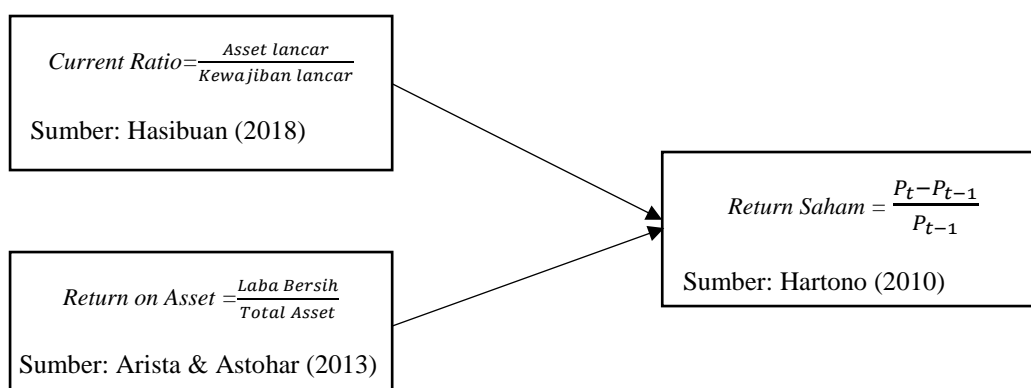 Current Ratio=Asset lancar/Kewajiban lancar
Sumber: Hasibuan (2018)
Return Saham = P_t−P_{t−1}/P_{t−1}
Sumber: Hartono (2010)
Return on Asset =Laba Bersih/Total Asset
Sumber: Arista & Astohar (2013)